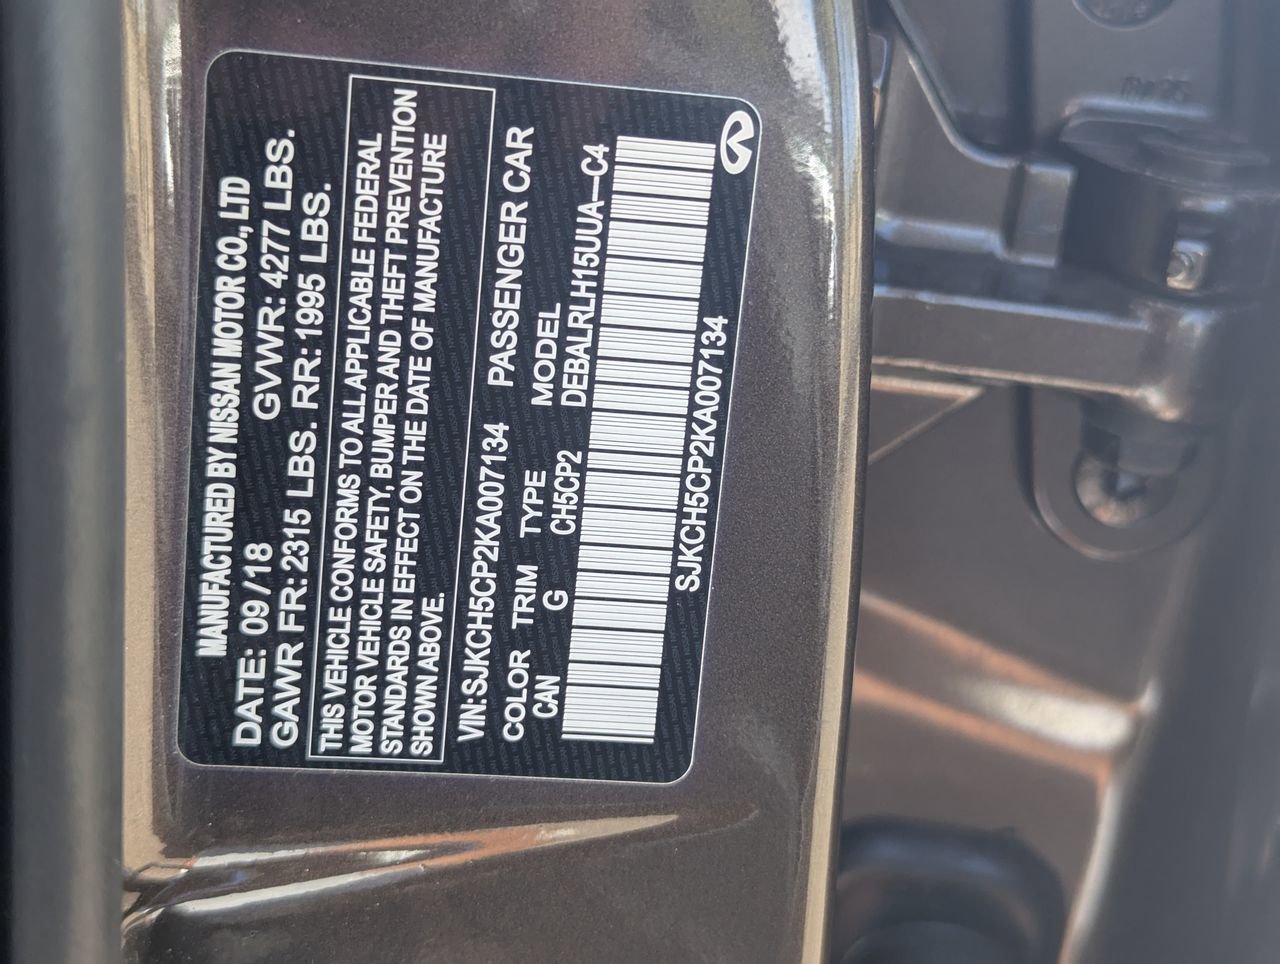 MANUFACTURED BY NISSAN MOTOR CO., LTD
DATE: 09 /18 GVWR: 4277 LBS.
GAWR FR: 2315 LBS. RR: 1995 LBS.
THIS VEHICLE CONFORMS TO ALL APPLICABLE FEDERAL
MOTOR VEHICLE SAFETY, BUMPER AND THEFT PREVENTION
STANDARDS IN EFFECT ON THE DATE OF MANUFACTURE
SHOWN ABOVE.
VIN: SJKCH5CP2KA007134 PASSENGER CAR
COLOR TRIM TYPE MODEL
CAN G CH5CP2 DEBALRLH15UUA—C4
SJKCH5CP2KA007134